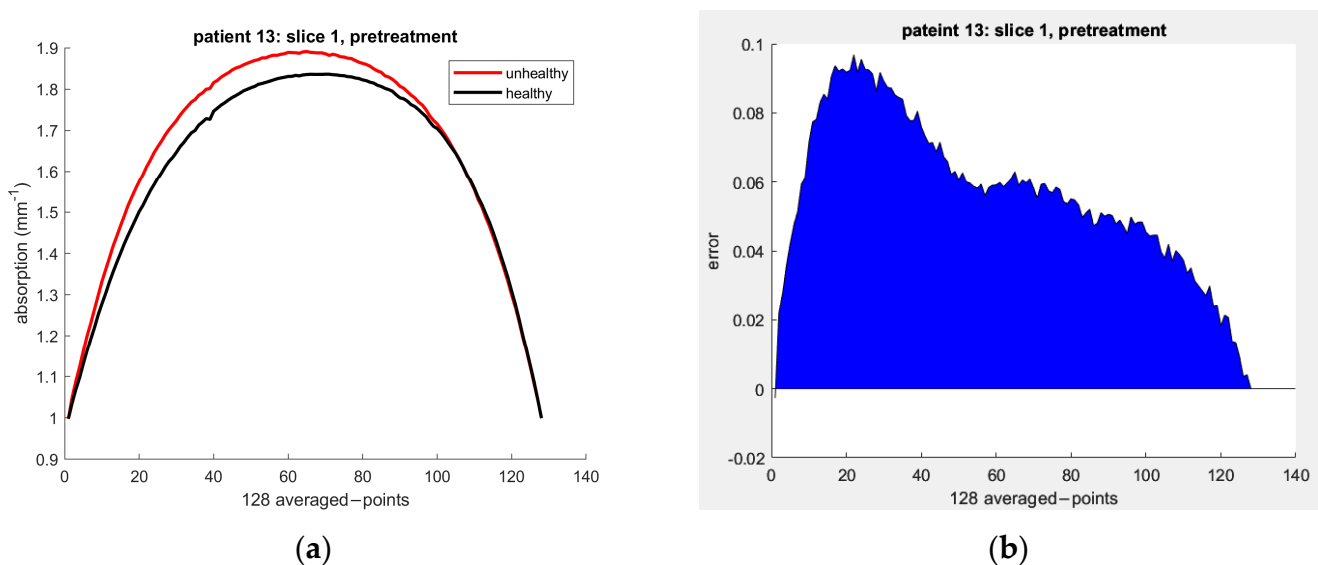 patient 13: slice 1, pretreatment
1.9
1.8
1.7
1.6
1.5
1.4
1.3
1.2
1.1
1
0.9
absorption (mm⁻¹)
unhealthy
healthy
0 20 40 60 80 100 120 140
128 averaged−points
(a)
pateint 13: slice 1, pretreatment
0.1
0.08
0.06
0.04
0.02
0
-0.02
error
0 20 40 60 80 100 120 140
128 averaged−points
(b)